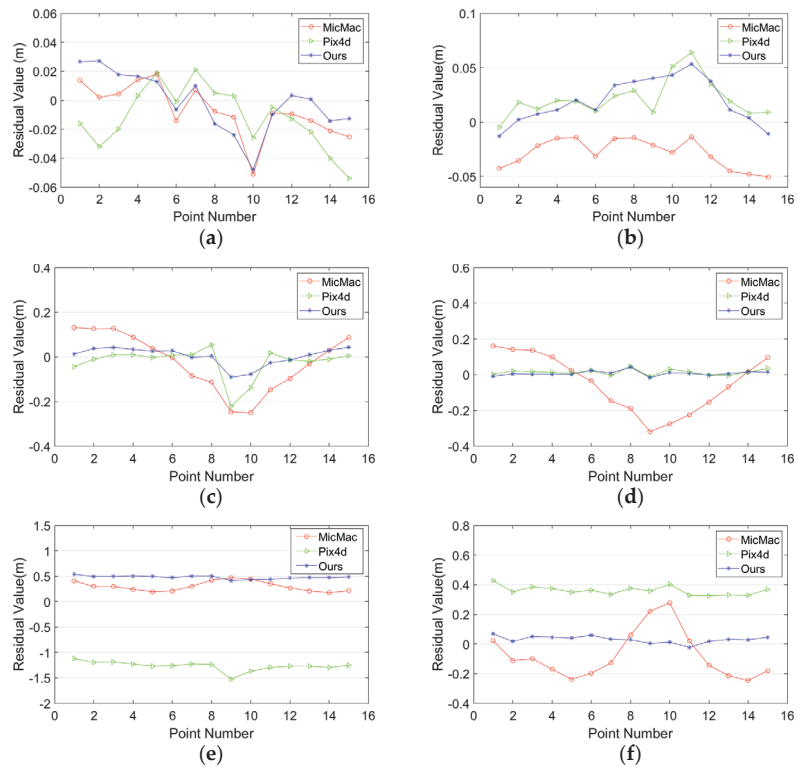 0.06
0.04
0.02
0
-0.02
-0.04
-0.06
Residual Value (m)
0 2 4 6 8 10 12 14 16
Point Number
MicMac
Pix4d
Ours
(a)
0.1
0.05
0
-0.05
Residual Value (m)
0 2 4 6 8 10 12 14 16
Point Number
MicMac
Pix4d
Ours
(b)
0.4
0.2
0
-0.2
-0.4
Residual Value(m)
0 2 4 6 8 10 12 14 16
Point Number
MicMac
Pix4d
Ours
(c)
0.6
0.4
0.2
0
-0.2
-0.4
Residual Value(m)
0 2 4 6 8 10 12 14 16
Point Number
MicMac
Pix4d
Ours
(d)
1.5
1
0.5
0
-0.5
-1
-1.5
-2
Residual Value(m)
0 2 4 6 8 10 12 14 16
Point Number
MicMac
Pix4d
Ours
(e)
0.8
0.6
0.4
0.2
0
-0.2
-0.4
Residual Value(m)
0 2 4 6 8 10 12 14 16
Point Number
MicMac
Pix4d
Ours
(f)